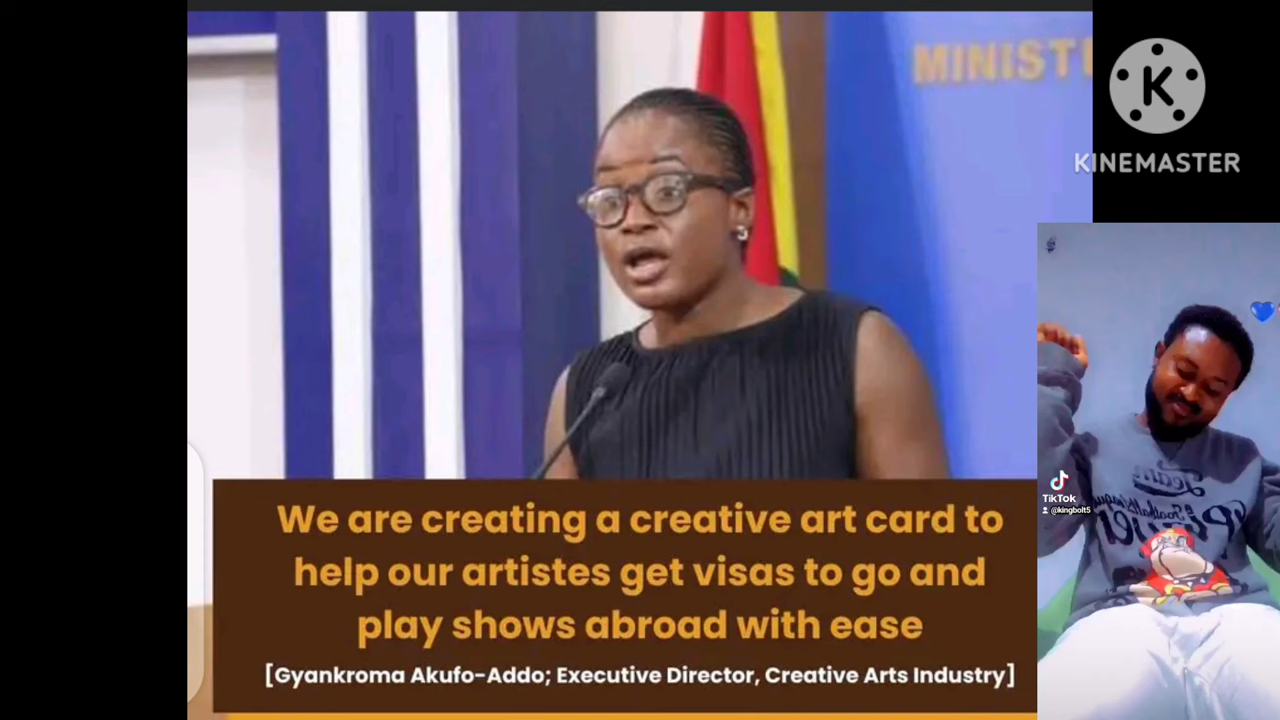 MINIST
KINEMASTER
We are creating a creative art card to
help our artistes get visas to go and
play shows abroad with ease
[Gyankroma Akufo-Addo; Executive Director, Creative Arts Industry]
TikTok
@kingbolt5